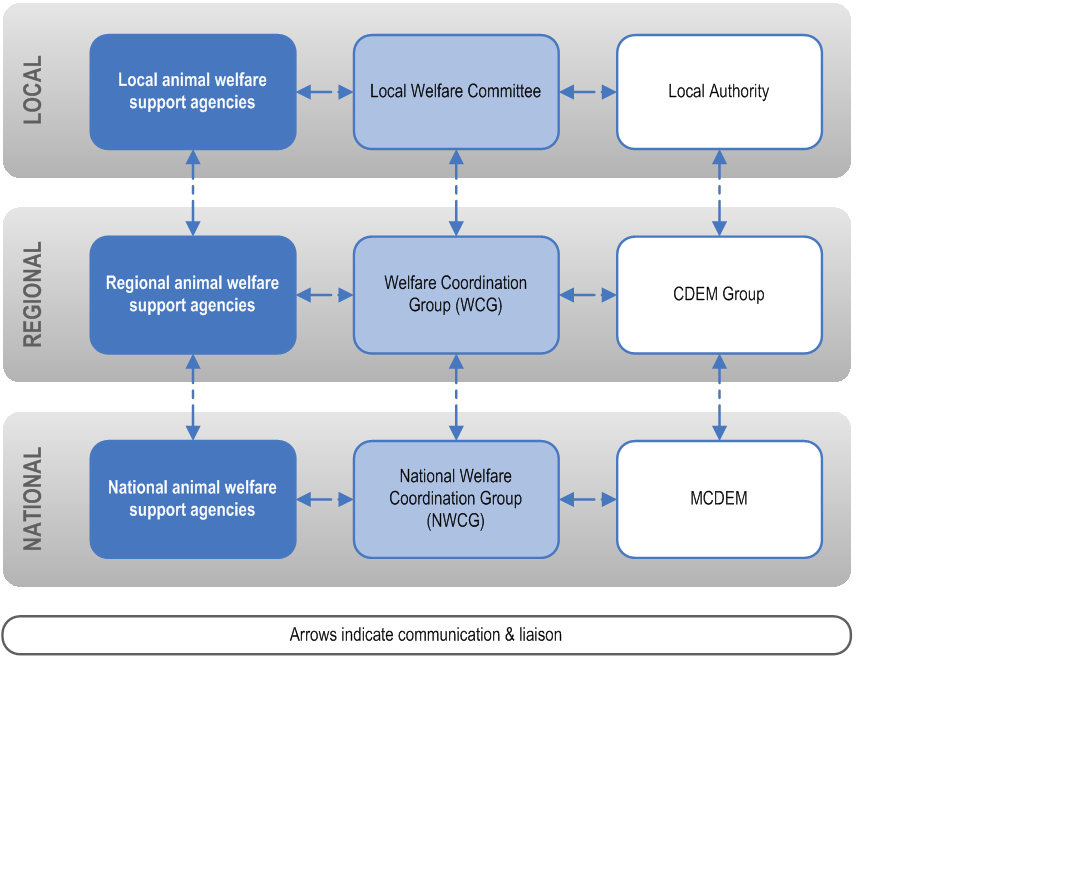 LOCAL
Local animal welfare
support agencies
Local Welfare Committee
Local Authority
REGIONAL
Regional animal welfare
support agencies
Welfare Coordination
Group (WCG)
CDEM Group
NATIONAL
National animal welfare
support agencies
National Welfare
Coordination Group
(NWCG)
MCDEM
Arrows indicate communication & liaison